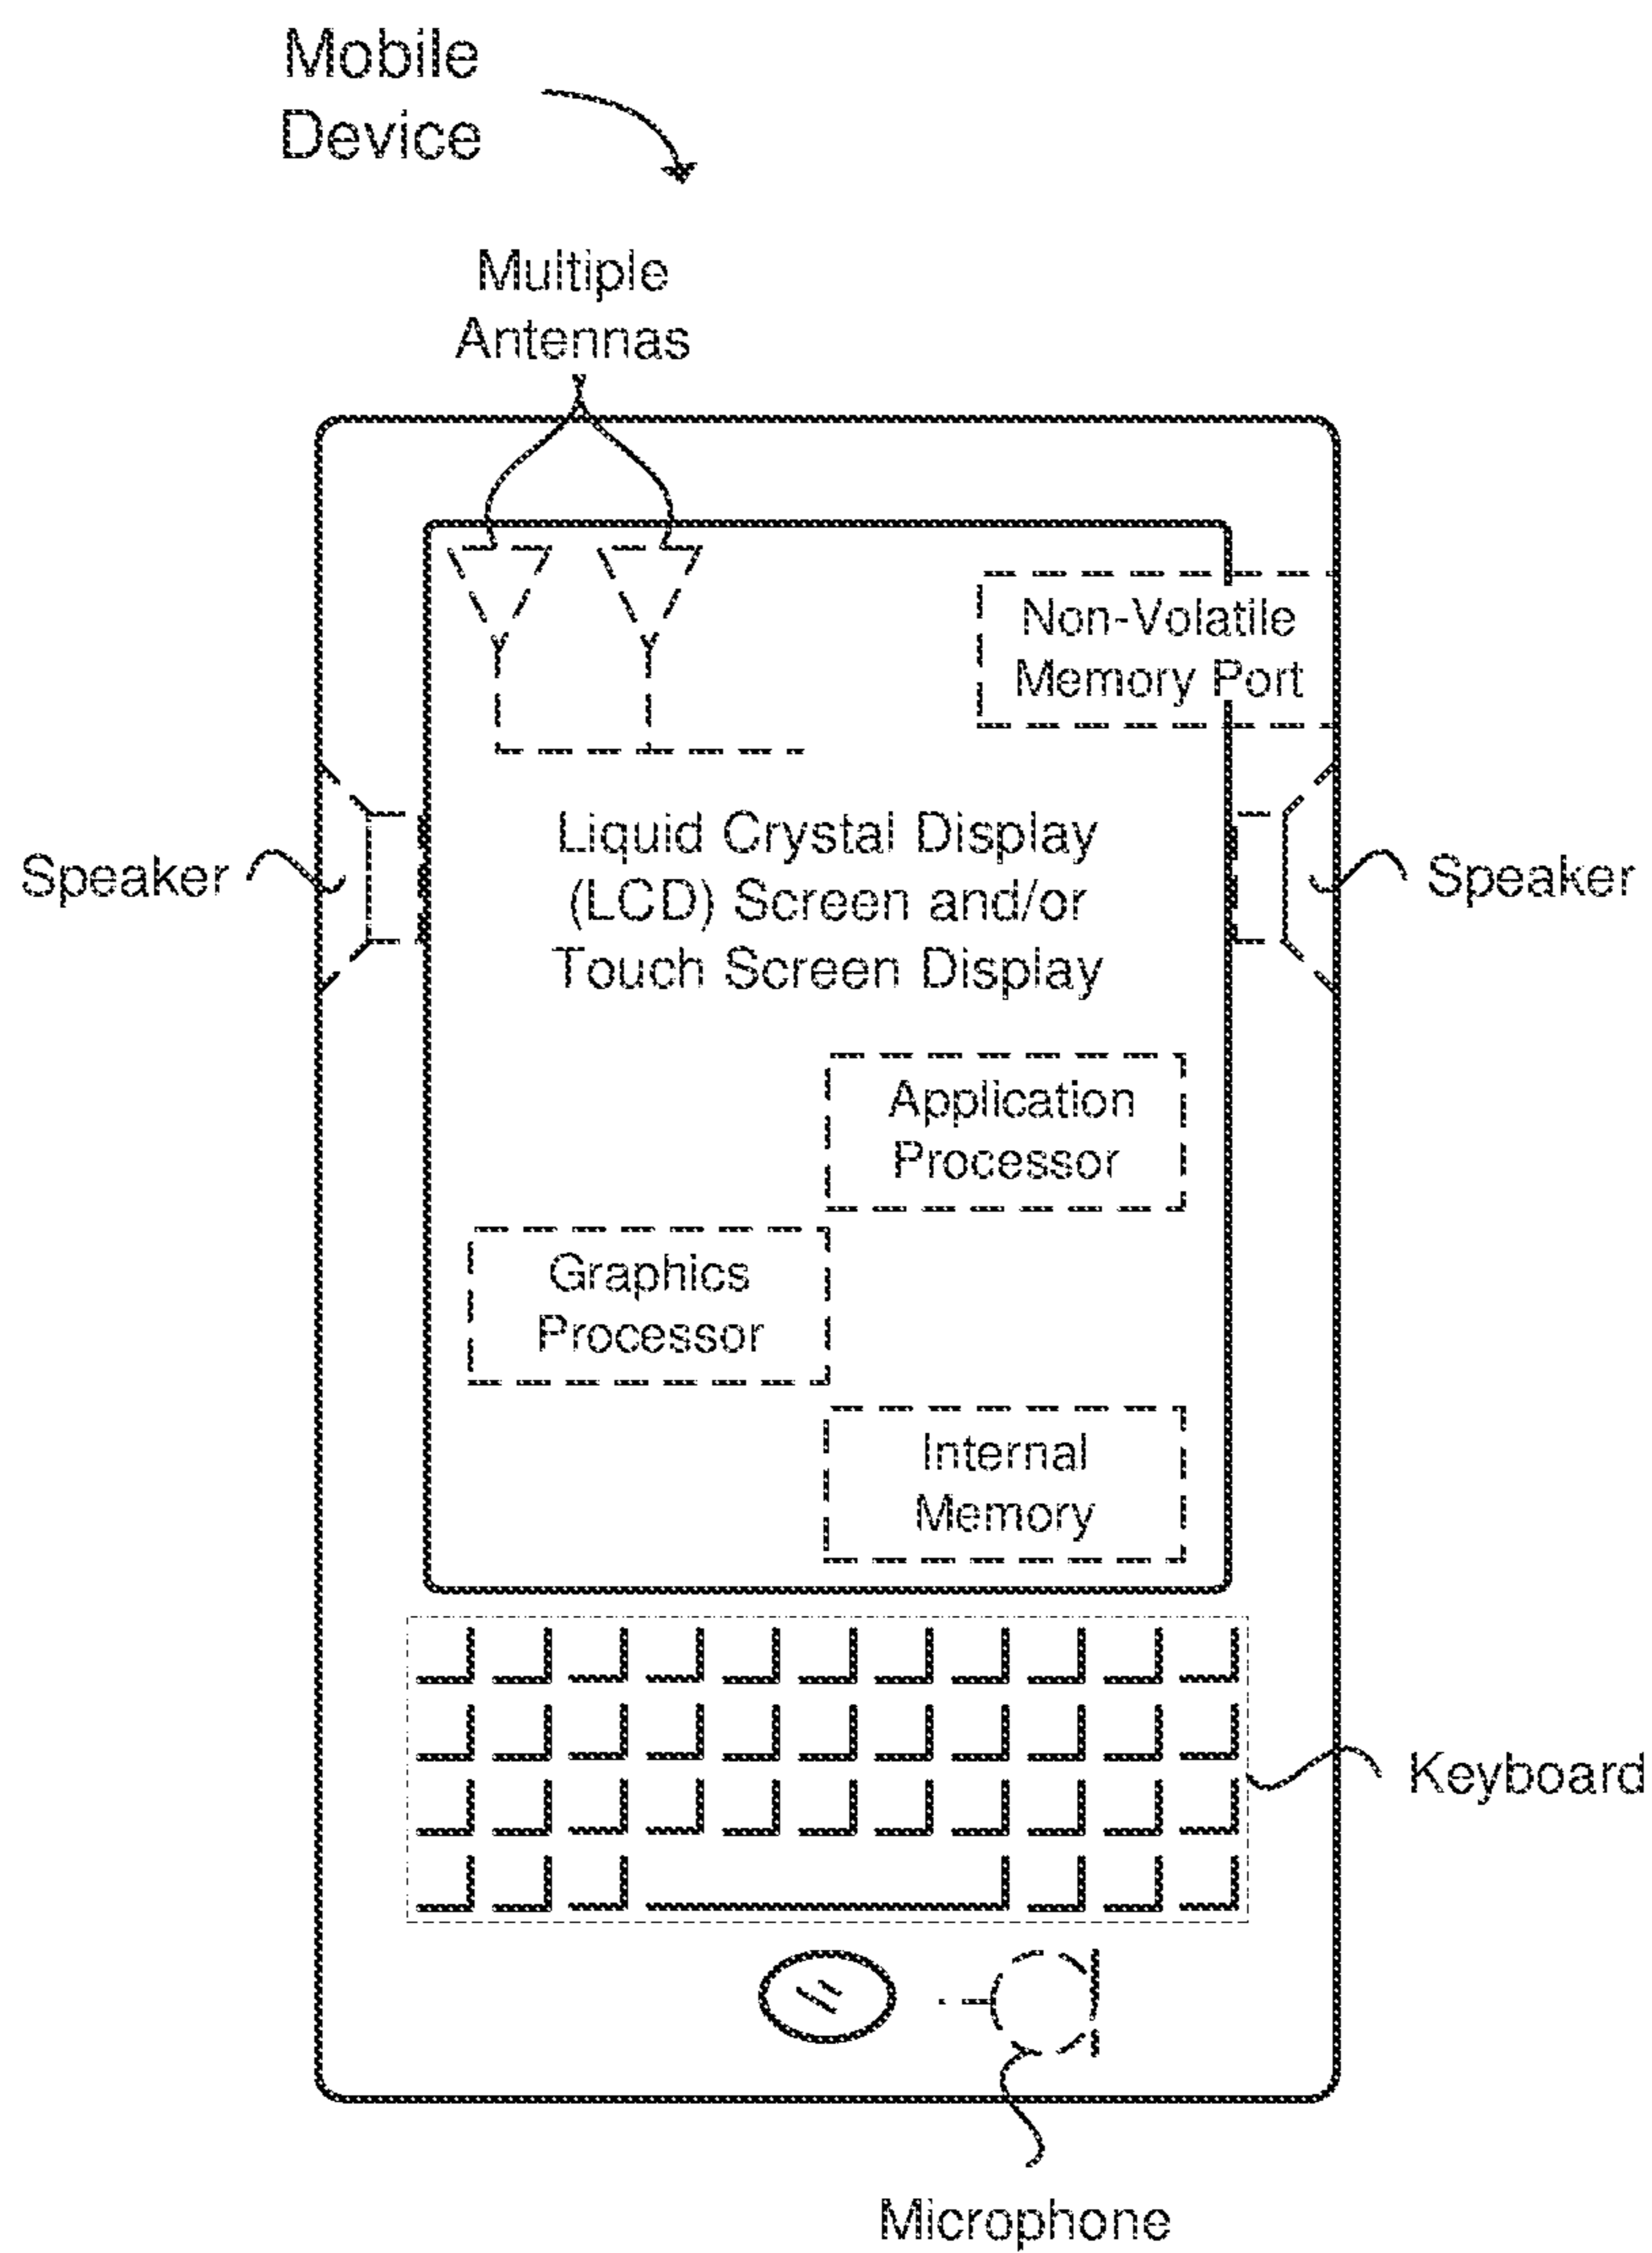 Mobile
Device
Multiple
Antennas
Non-Volatile
Memory Port
Speaker
Liquid Crystal Display
(LCD) Screen and/or
Touch Screen Display
Speaker
Application
Processor
Graphics
Processor
Internal
Memory
Keyboard
Microphone